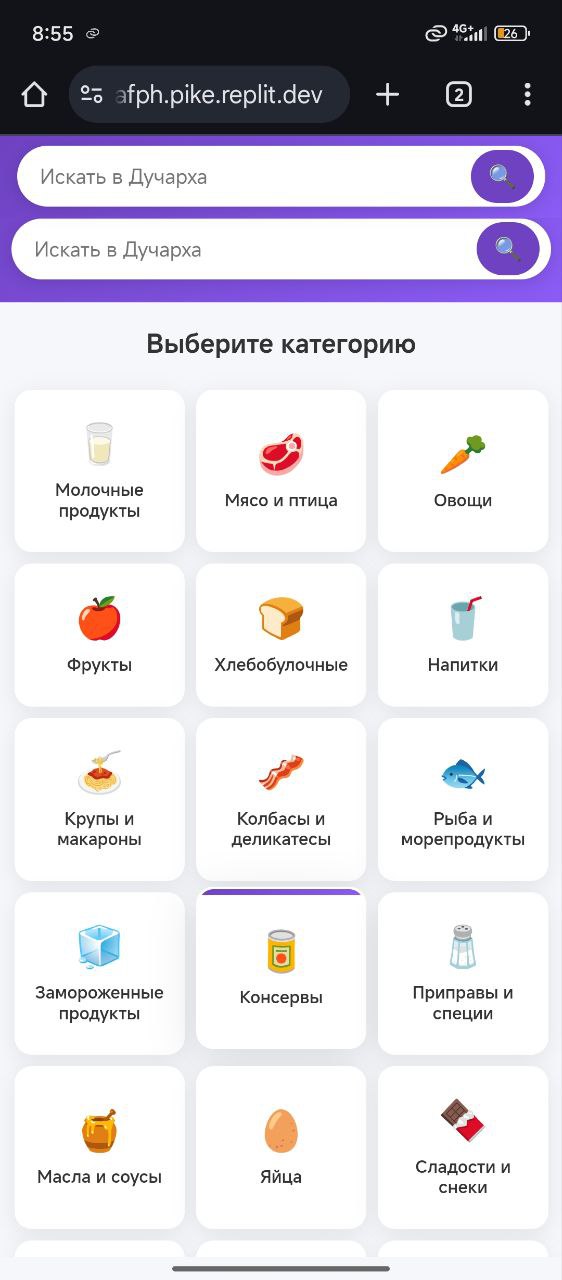 8:55
4G+
26
afph.pike.replit.dev
2
Искать в Дучарха
Искать в Дучарха
Выберите категорию
Молочные
продукты
Мясо и птица
Овощи
Фрукты
Хлебобулочные
Напитки
Крупы и
макароны
Колбасы и
деликатесы
Рыба и
морепродукты
Замороженные
продукты
Консервы
Приправы и
специи
Масла и соусы
Яйца
Сладости и
снеки